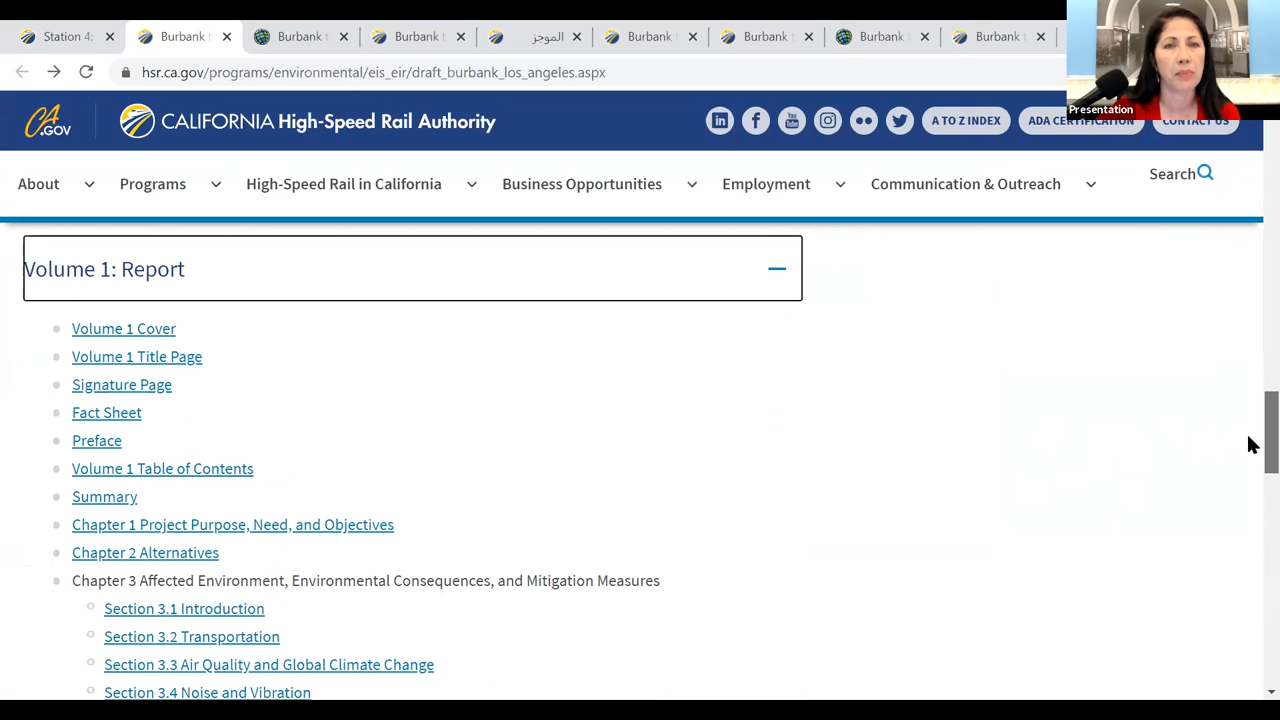 Station 4:
Burbank t
Burbank t
Burbank t
الموجز
Burbank t
Burbank t
Burbank t
Burbank t
hsr.ca.gov/programs/environmental/eis_eir/draft_burbank_los_angeles.aspx
Presentation
CA.GOV
CALIFORNIA High-Speed Rail Authority
A TO Z INDEX
ADA CERTIFICATION
CONTACT US
About
Programs
High-Speed Rail in California
Business Opportunities
Employment
Communication & Outreach
Search
Volume 1: Report
Volume 1 Cover
Volume 1 Title Page
Signature Page
Fact Sheet
Preface
Volume 1 Table of Contents
Summary
Chapter 1 Project Purpose, Need, and Objectives
Chapter 2 Alternatives
Chapter 3 Affected Environment, Environmental Consequences, and Mitigation Measures
Section 3.1 Introduction
Section 3.2 Transportation
Section 3.3 Air Quality and Global Climate Change
Section 3.4 Noise and Vibration